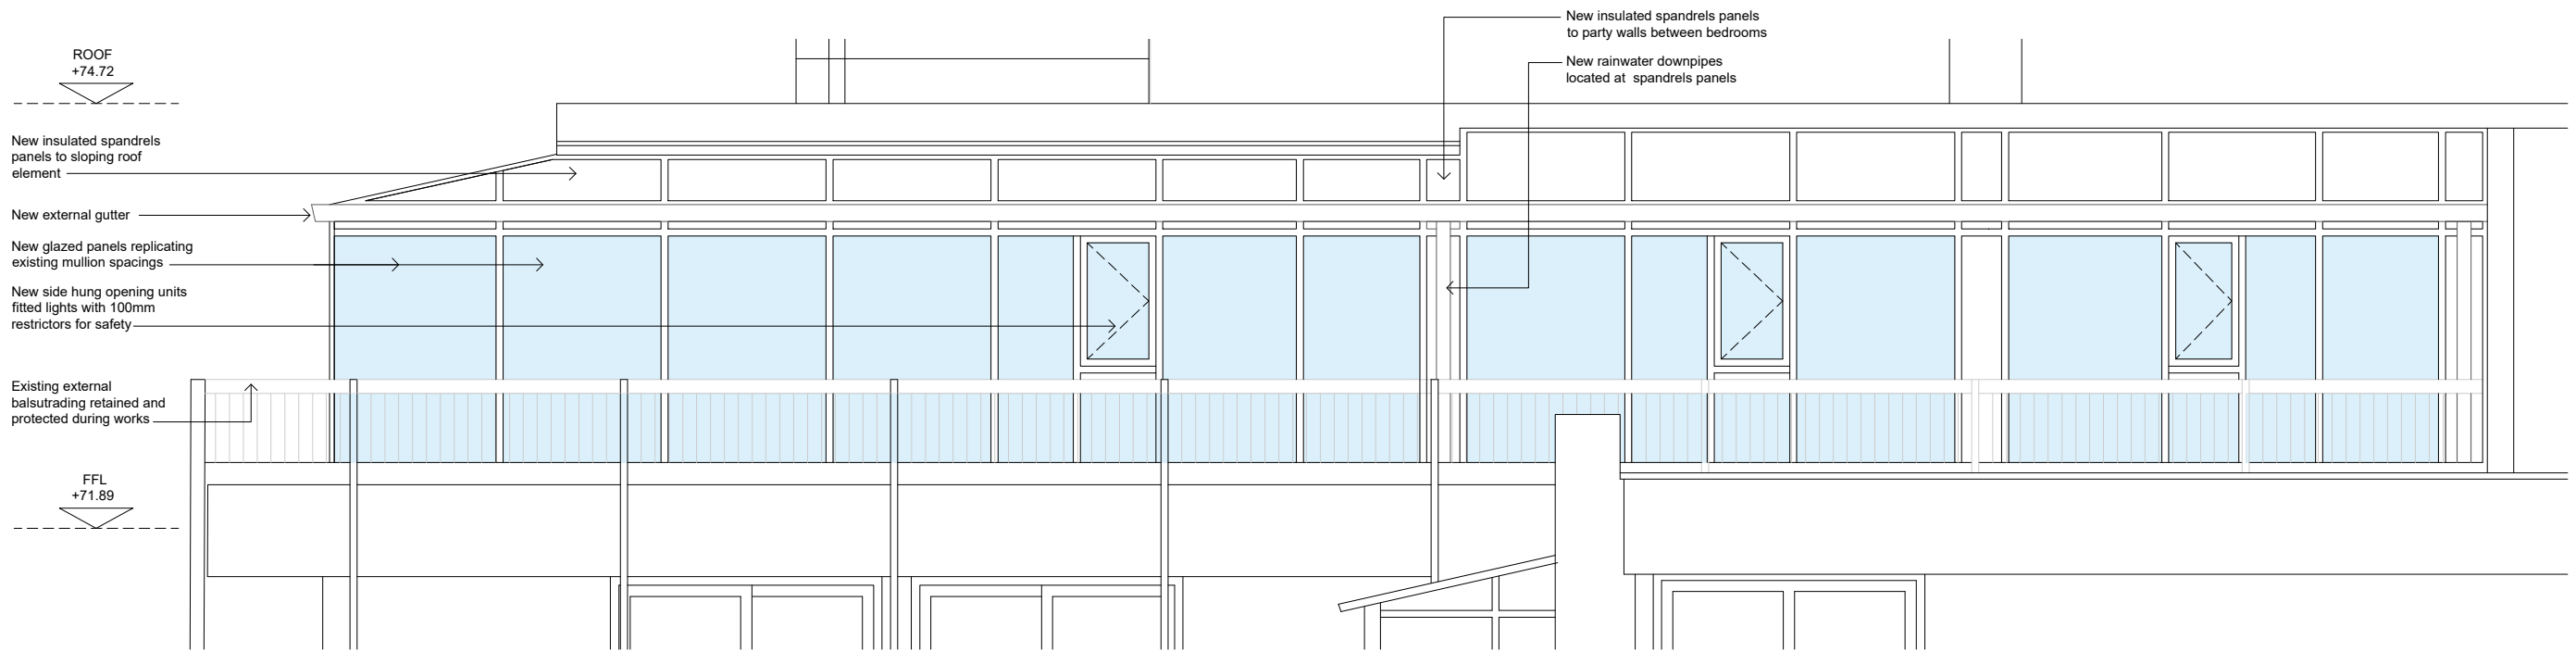 ROOF
+74.72
New insulated spandrels
panels to sloping roof
element
New external gutter
New glazed panels replicating
existing mullion spacings
New side hung opening units
fitted lights with 100mm
restrictors for safety
Existing external
balsutrading retained and
protected during works
FFL
+71.89
New insulated spandrels panels
to party walls between bedrooms
New rainwater downpipes
located at spandrels panels